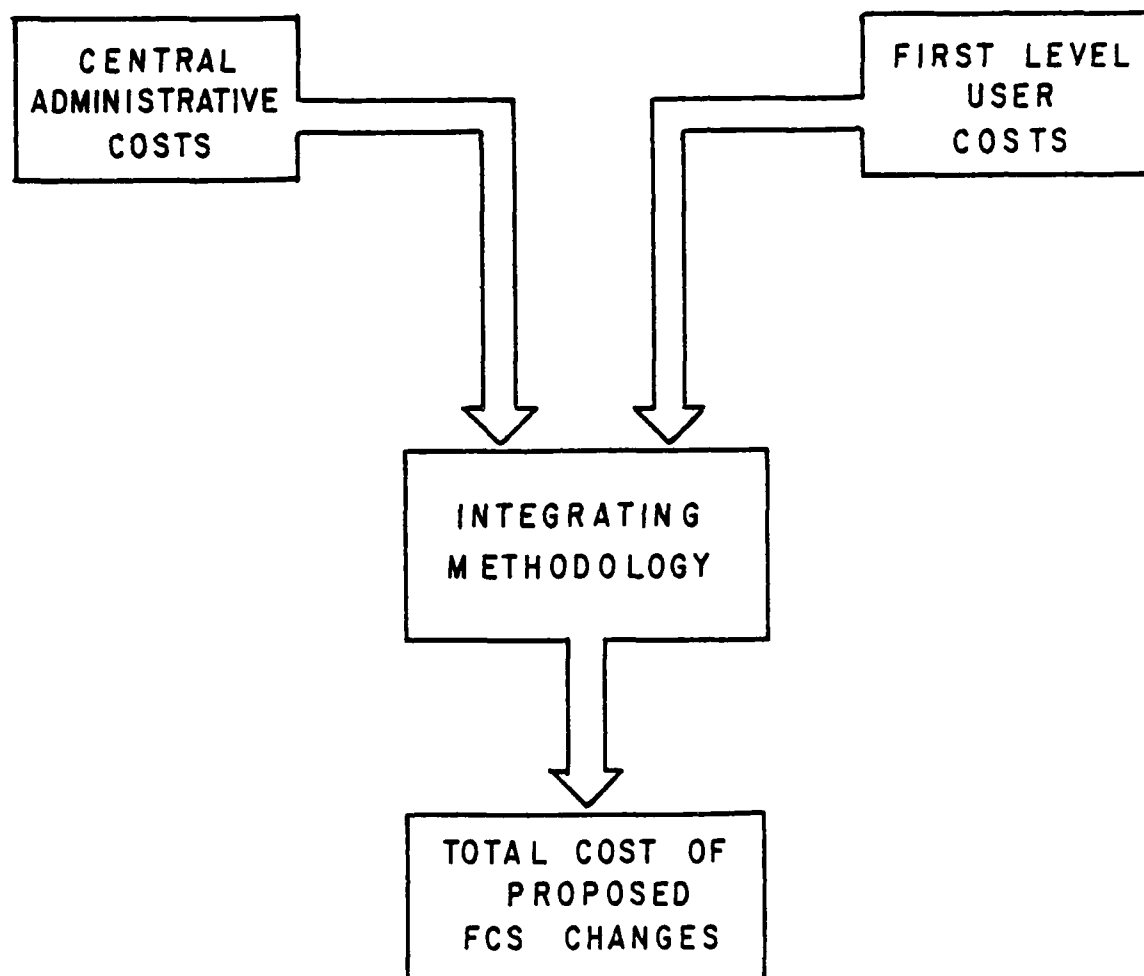 CENTRAL
ADMINISTRATIVE
COSTS
FIRST LEVEL
USER
COSTS
INTEGRATING
METHODOLOGY
TOTAL COST OF
PROPOSED
FCS CHANGES